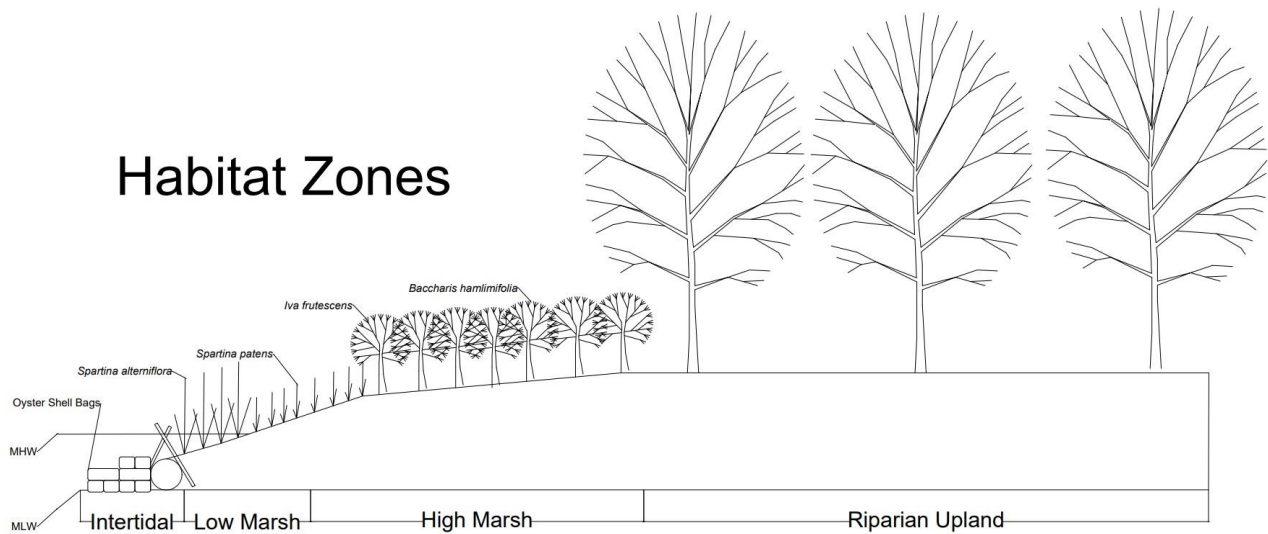 Habitat Zones
Baccharis hamlimifolia
Iva frutescens
Spartina patens
Spartina alterniflora
Oyster Shell Bags
MHW
MLW
Intertidal
Low Marsh
High Marsh
Riparian Upland